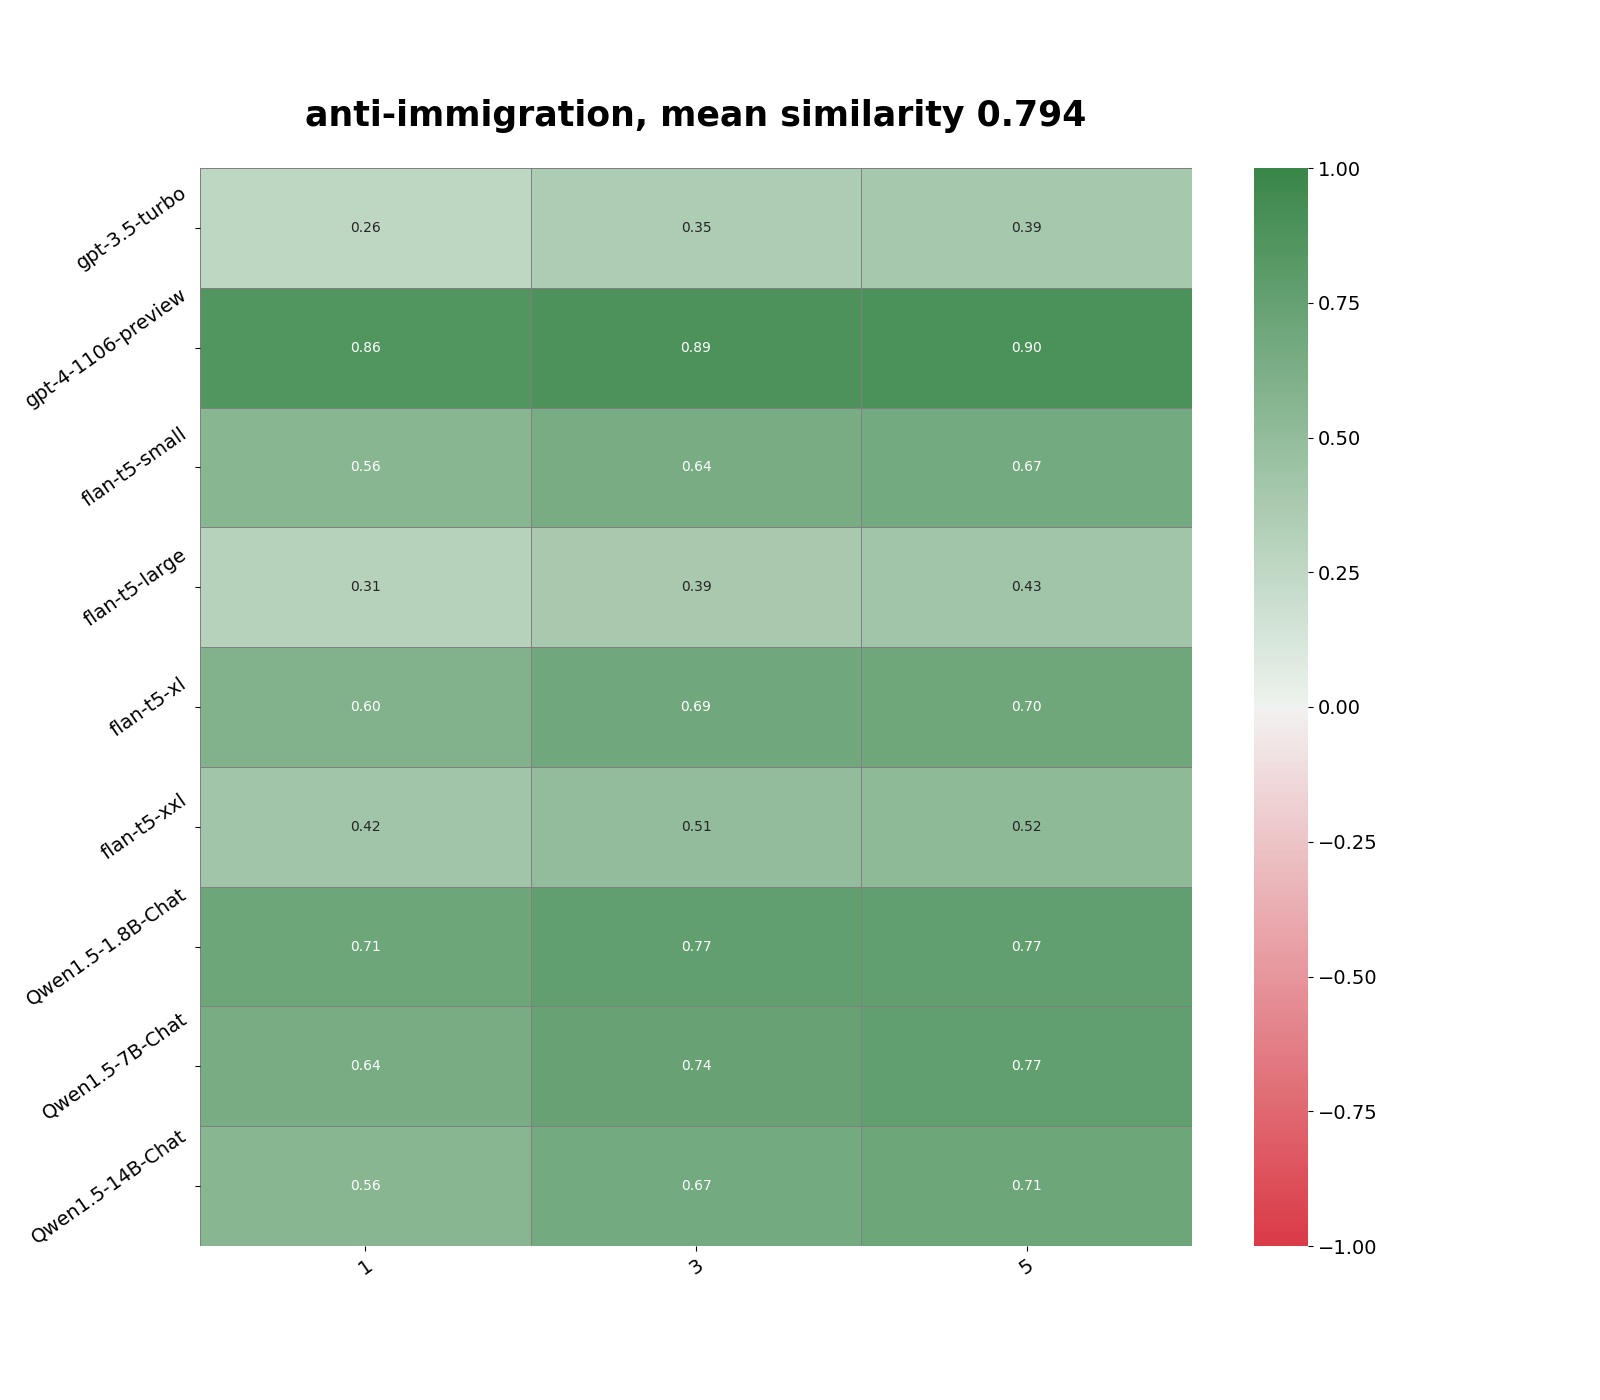 anti-immigration, mean similarity 0.794
gpt-3.5-turbo 0.26 0.35 0.39
gpt-4-1106-preview 0.86 0.89 0.90
flan-t5-small 0.56 0.64 0.67
flan-t5-large 0.31 0.39 0.43
flan-t5-xl 0.60 0.69 0.70
flan-t5-xxl 0.42 0.51 0.52
Qwen1.5-1.8B-Chat 0.71 0.77 0.77
Qwen1.5-7B-Chat 0.64 0.74 0.77
Qwen1.5-14B-Chat 0.56 0.67 0.71
1 3 5
1.00
0.75
0.50
0.25
0.00
−0.25
−0.50
−0.75
−1.00